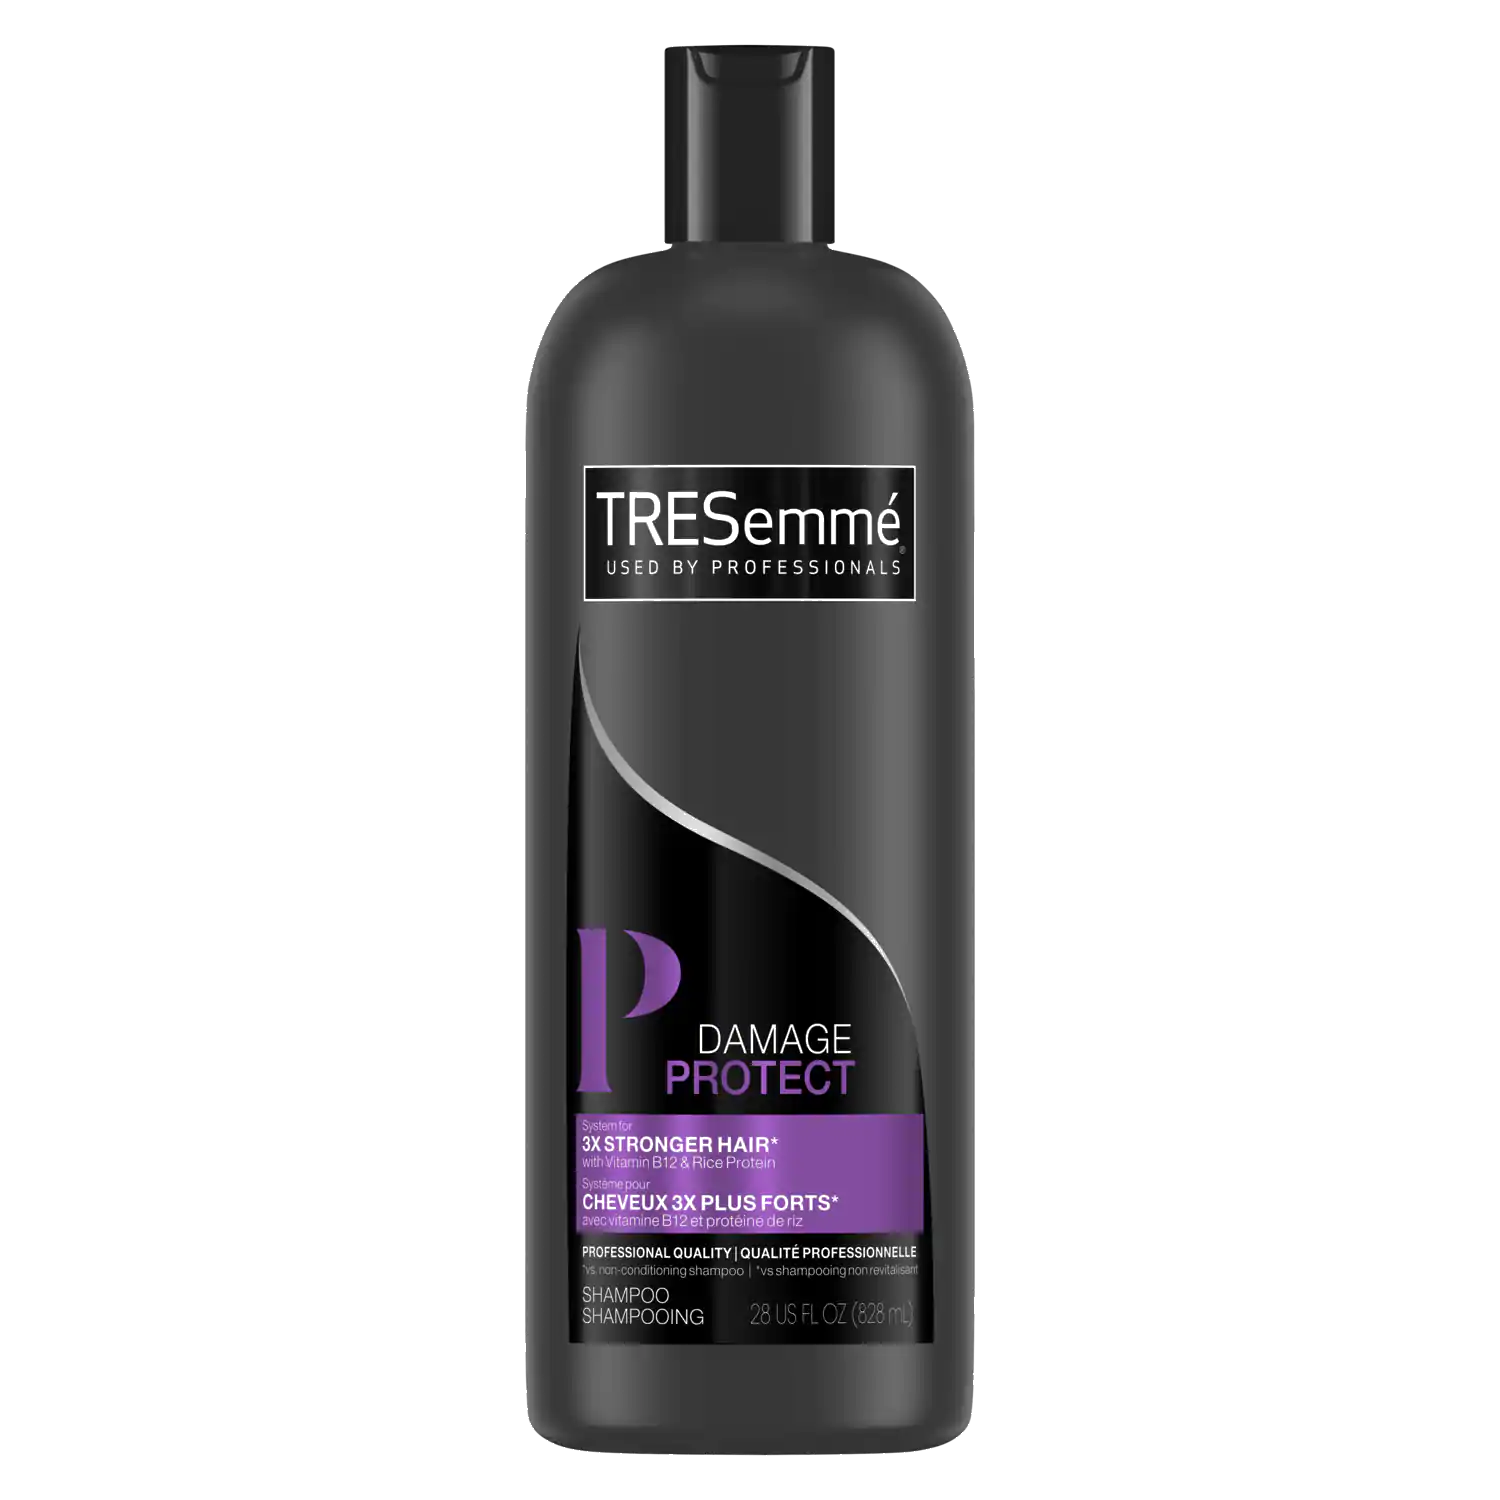 TRESemmé®
USED BY PROFESSIONALS
P
DAMAGE
PROTECT
System for
3X STRONGER HAIR*
with Vitamin B12 & Rice Protein
Système pour
CHEVEUX 3X PLUS FORTS*
avec vitamine B12 et protéine de riz
PROFESSIONAL QUALITY | QUALITÉ PROFESSIONNELLE
*vs. non-conditioning shampoo | *vs shampooing non revitalisant
SHAMPOO
SHAMPOOING
28 US FL OZ (828 mL)